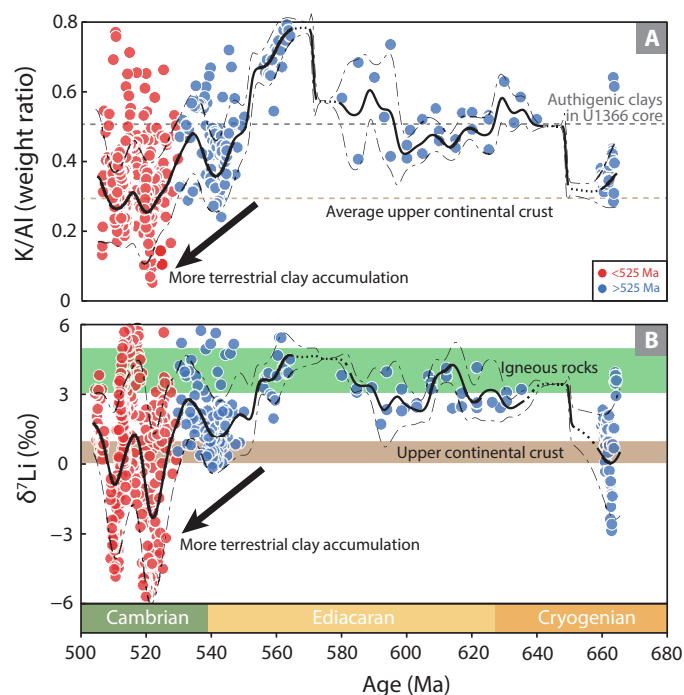 A
0.8
0.6
0.4
0.2
0
K/Al (weight ratio)
Authigenic clays
in U1366 core
Average upper continental crust
More terrestrial clay accumulation
<525 Ma
>525 Ma
B
6
3
0
−3
−6
δ⁷Li (‰)
Igneous rocks
Upper continental crust
More terrestrial clay accumulation
Cambrian
Ediacaran
Cryogenian
500 520 540 560 580 600 620 640 660 680
Age (Ma)